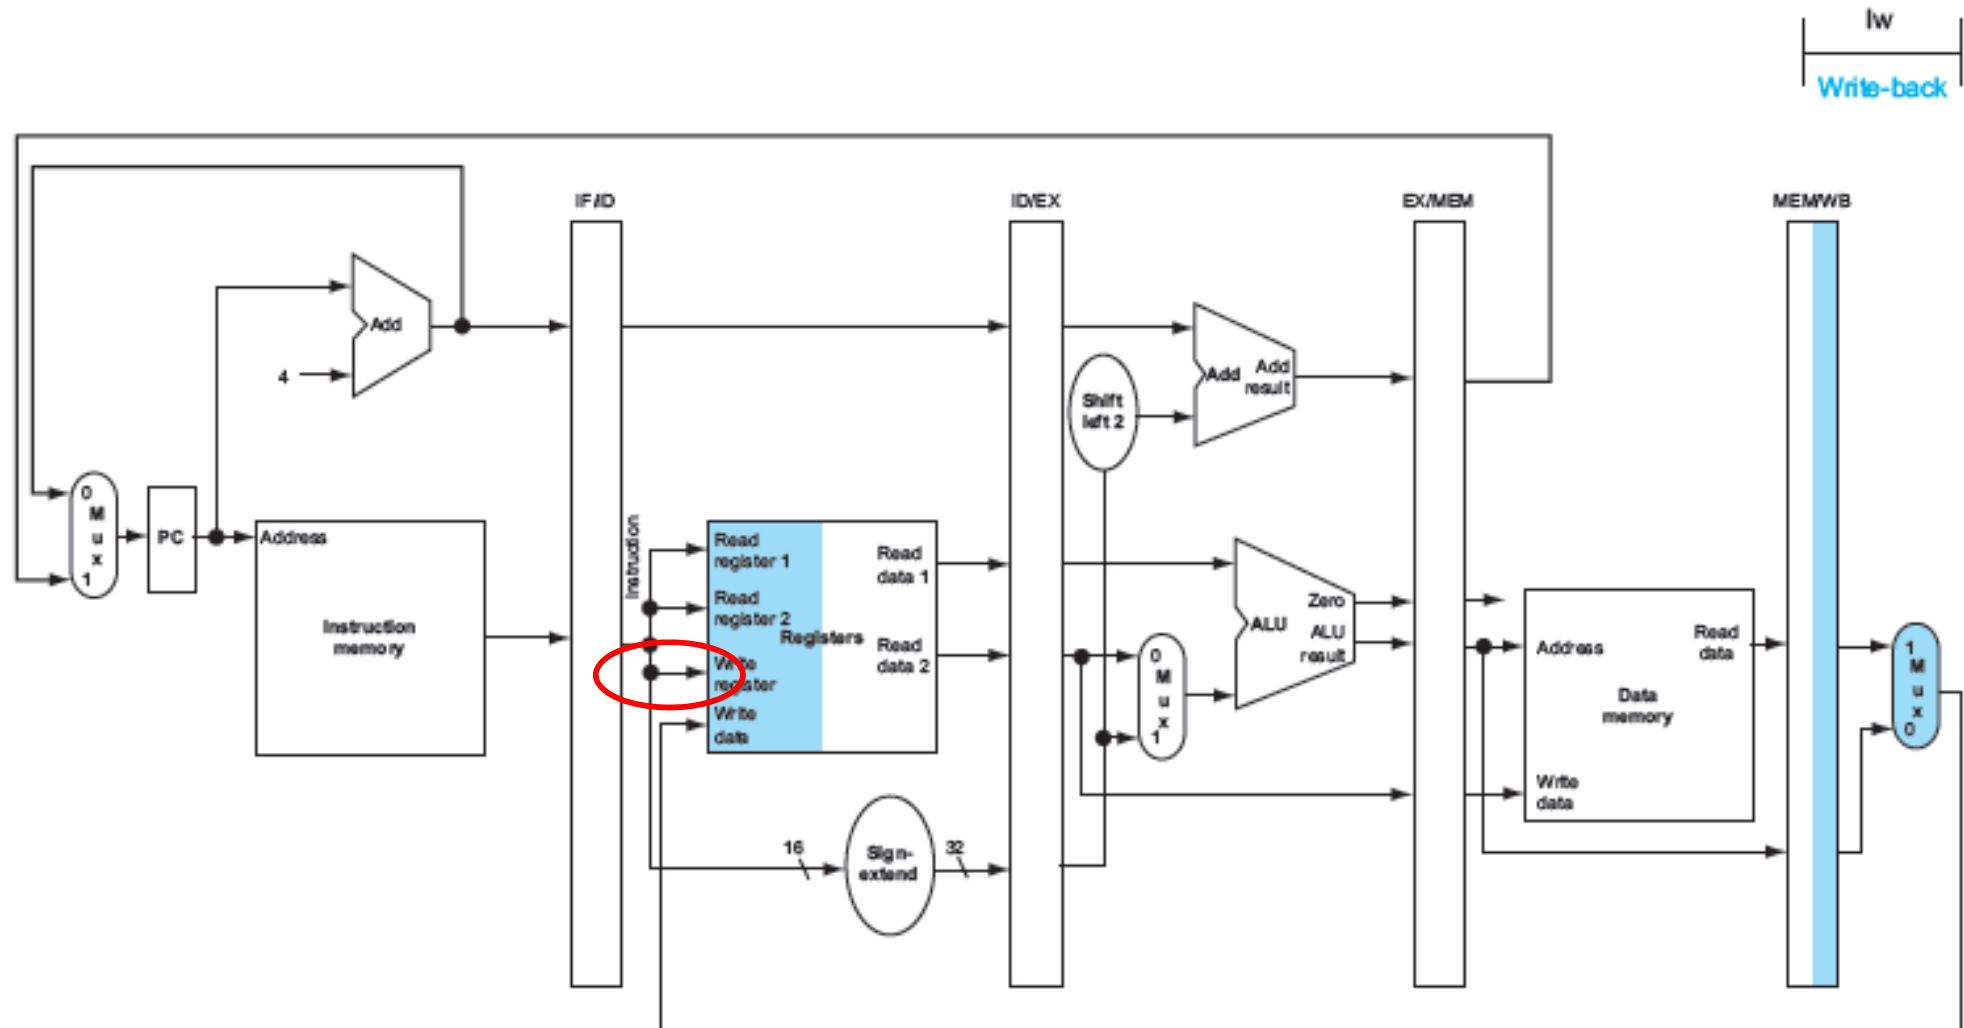 lw
Write-back
IF/ID
ID/EX
EX/MEM
MEM/WB
Add
4
Add
Add
result
Shift
left 2
0
M
u
x
1
PC
Address
Instruction
memory
Instruction
Read
register 1
Read
register 2
Registers
Write
register
Write
data
Read
data 1
Read
data 2
16
Sign-
extend
32
0
M
u
x
1
Zero
ALU
ALU
result
Address
Read
data
Data
memory
Write
data
1
M
u
x
0